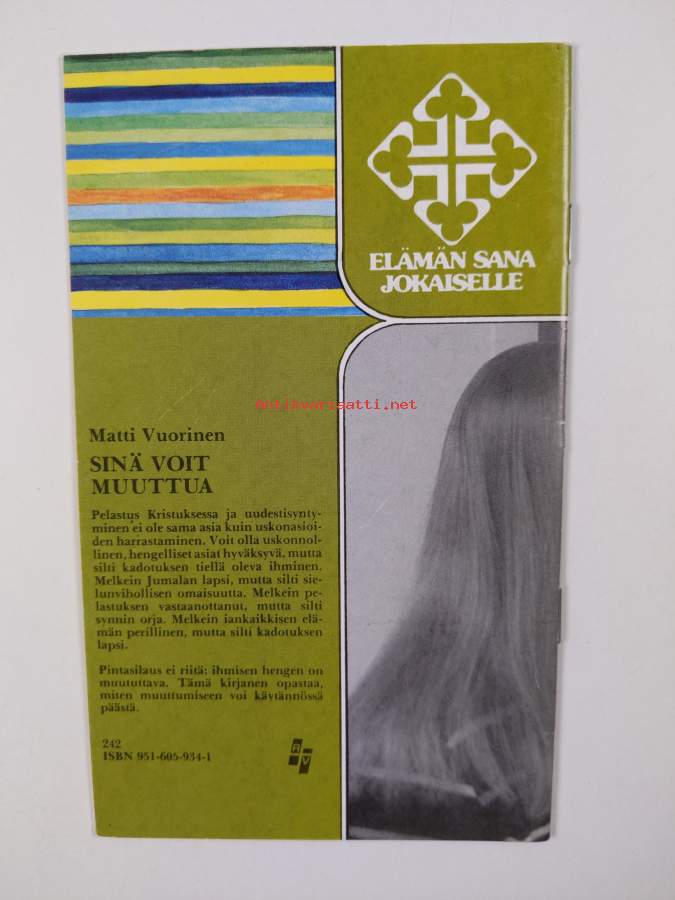 ELÄMÄN SANA
JOKAISELLE
antikvariaatti.net
Matti Vuorinen
SINÄ VOIT
MUUTTUA
Pelastus Kristuksessa ja uudestisynty-
minen ei ole sama asia kuin uskonasioi-
den harrastaminen. Voit olla uskonnol-
linen, hengelliset asiat hyväksyvä, mutta
silti kadotuksen tiellä oleva ihminen.
Melkein Jumalan lapsi, mutta silti sie-
lunvihollisen omaisuutta. Melkein pe-
lastuksen vastaanottanut, mutta silti
synnin orja. Melkein iankaikkisen elä-
män perillinen, mutta silti kadotuksen
lapsi.
Pintasilaus ei riitä: ihmisen hengen on
muututtava. Tämä kirjanen opastaa,
miten muuttumiseen voi käytännössä
päästä.
242
ISBN 951-605-934-1
RV